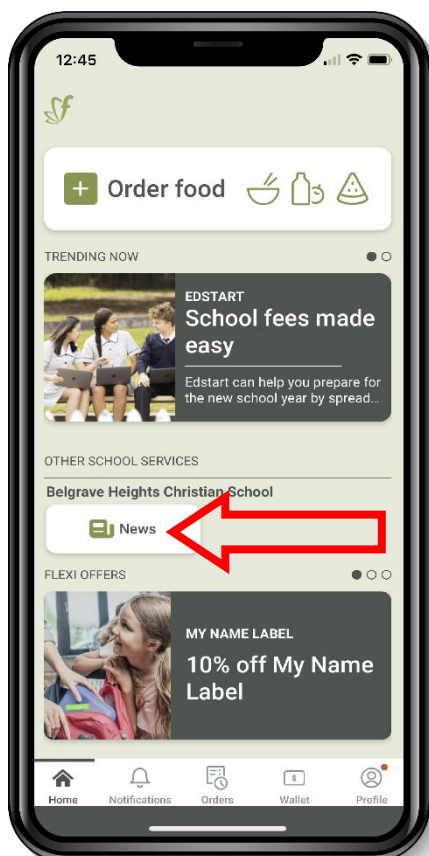 12:45
Order food
TRENDING NOW
EDSTART
School fees made
easy
Edstart can help you prepare for
the new school year by spread...
OTHER SCHOOL SERVICES
Belgrave Heights Christian School
News
FLEXI OFFERS
MY NAME LABEL
10% off My Name
Label
Home Notifications Orders Wallet Profile